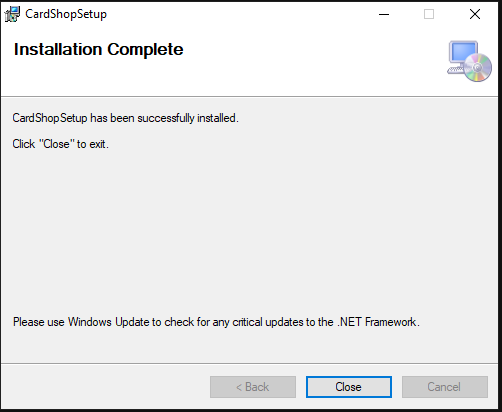 CardShopSetup
Installation Complete
CardShopSetup has been successfully installed.
Click "Close" to exit.
Please use Windows Update to check for any critical updates to the .NET Framework.
< Back
Close
Cancel